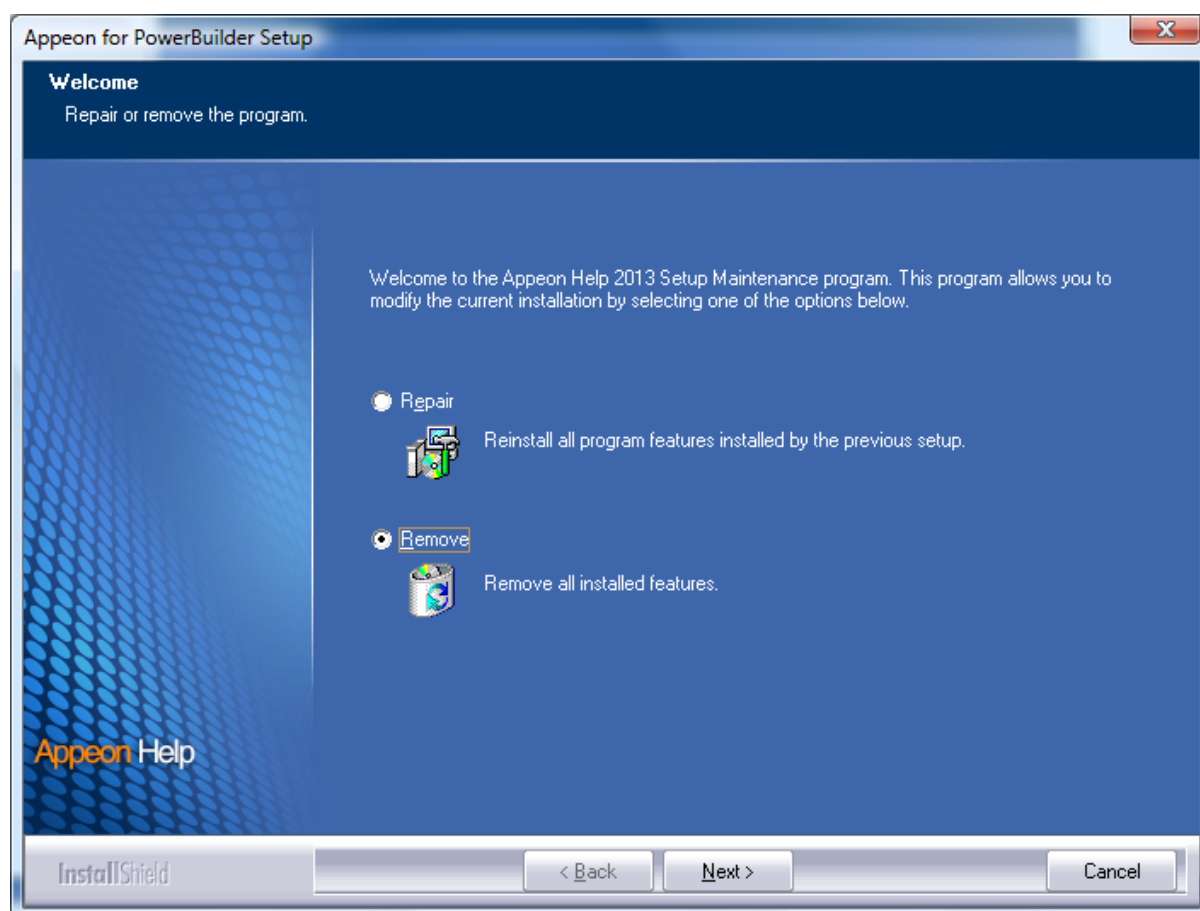 Appeon for PowerBuilder Setup
Welcome
Repair or remove the program.
Welcome to the Appeon Help 2013 Setup Maintenance program. This program allows you to
modify the current installation by selecting one of the options below.
Repair
Reinstall all program features installed by the previous setup.
Remove
Remove all installed features.
Appeon Help
InstallShield
< Back
Next >
Cancel